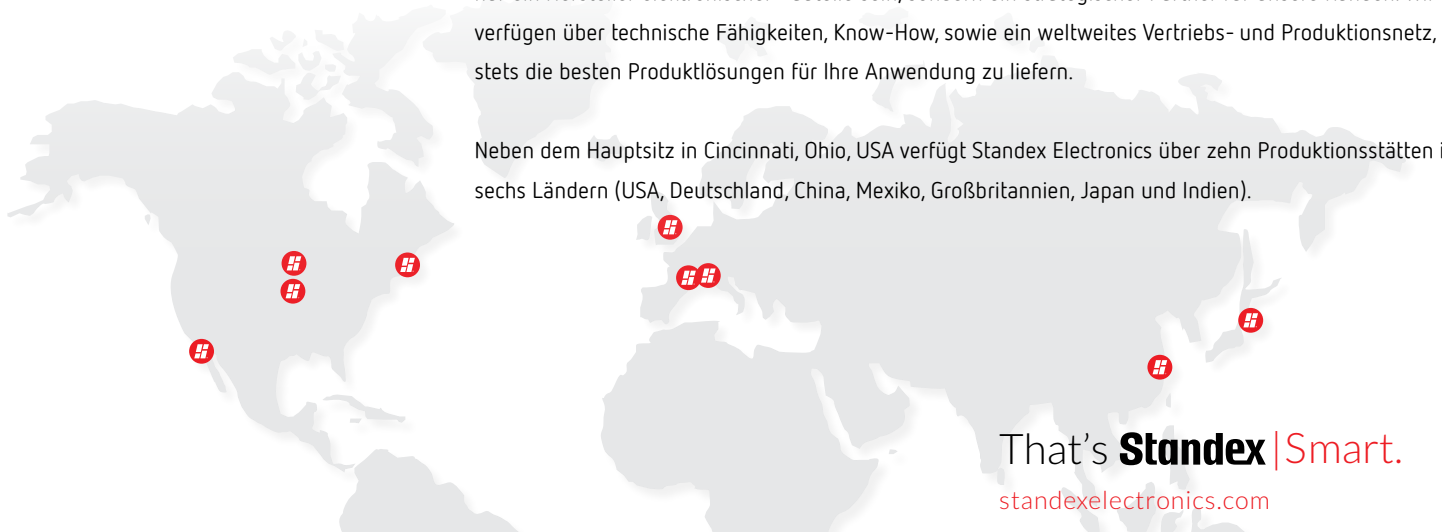 verfügen über technische Fähigkeiten, Know-How, sowie ein weltweites Vertriebs- und Produktionsnetz,
stets die besten Produktlösungen für Ihre Anwendung zu liefern.
Neben dem Hauptsitz in Cincinnati, Ohio, USA verfügt Standex Electronics über zehn Produktionsstätten
sechs Ländern (USA, Deutschland, China, Mexiko, Großbritannien, Japan und Indien).
That's Standex|Smart.
standexelectronics.com